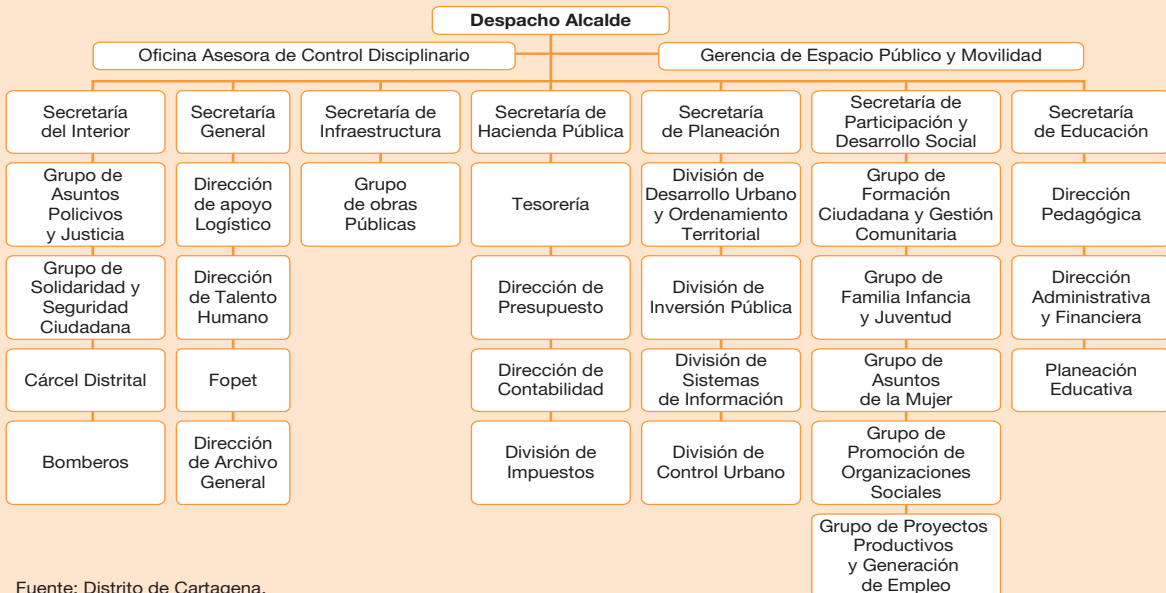 Despacho Alcalde
Oficina Asesora de Control Disciplinario
Gerencia de Espacio Público y Movilidad
Secretaría
del Interior
Grupo de
Asuntos
Policivos
y Justicia
Grupo de
Solidaridad y
Seguridad
Ciudadana
Cárcel Distrital
Bomberos
Secretaría
General
Dirección
de apoyo
Logístico
Dirección
de Talento
Humano
Fopet
Dirección
de Archivo
General
Secretaría de
Infraestructura
Grupo
de obras
Públicas
Secretaría de
Hacienda Pública
Tesorería
Dirección de
Presupuesto
Dirección de
Contabilidad
División de
Impuestos
Secretaría
de Planeación
División de
Desarrollo Urbano
y Ordenamiento
Territorial
División de
Inversión Pública
División de
Sistemas
de Información
División de
Control Urbano
Secretaría de
Participación y
Desarrollo Social
Grupo de
Formación
Ciudadana y Gestión
Comunitaria
Grupo de
Familia Infancia
y Juventud
Grupo de
Asuntos
de la Mujer
Grupo de
Promoción de
Organizaciones
Sociales
Grupo de Proyectos
Productivos
y Generación
de Empleo
Secretaría
de Educación
Dirección
Pedagógica
Dirección
Administrativa
y Financiera
Planeación
Educativa
Fuente: Distrito de Cartagena.